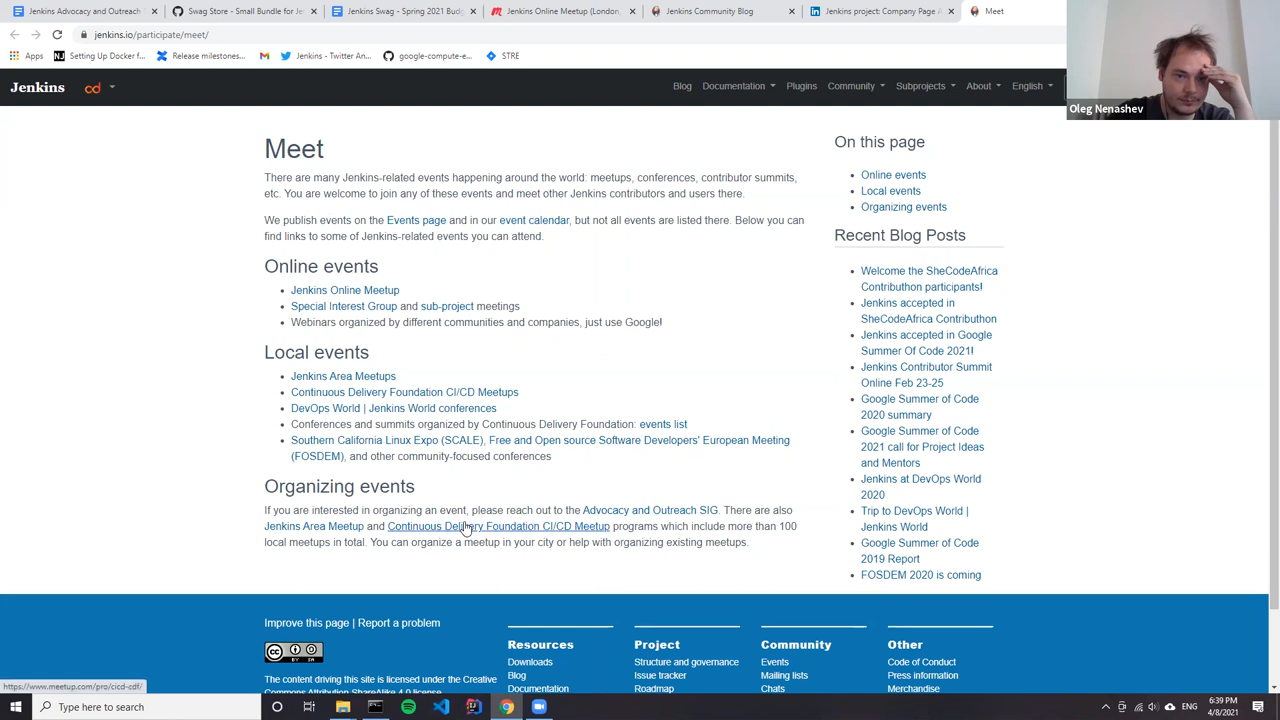 Jenkins Advocacy and Outreach
Swag Store - Small Bundle for Jen
Jenkins Swag - Spring 2021 Budg
Jenkins Online Meetup (London,
Jenkins Community Blog
Jenkins project: Company Page A
Meet
jenkins.io/participate/meet/
Apps
Setting Up Docker f...
Release milestones...
Jenkins - Twitter An...
google-compute-e...
STRE
Oleg Nenashev
Jenkins
cd
Blog
Documentation
Plugins
Community
Subprojects
About
English
Meet
There are many Jenkins-related events happening around the world: meetups, conferences, contributor summits,
etc. You are welcome to join any of these events and meet other Jenkins contributors and users there.
We publish events on the Events page and in our event calendar, but not all events are listed there. Below you can
find links to some of Jenkins-related events you can attend.
Online events
Jenkins Online Meetup
Special Interest Group and sub-project meetings
Webinars organized by different communities and companies, just use Google!
Local events
Jenkins Area Meetups
Continuous Delivery Foundation CI/CD Meetups
DevOps World | Jenkins World conferences
Conferences and summits organized by Continuous Delivery Foundation: events list
Southern California Linux Expo (SCALE), Free and Open source Software Developers' European Meeting
(FOSDEM), and other community-focused conferences
Organizing events
If you are interested in organizing an event, please reach out to the Advocacy and Outreach SIG. There are also
Jenkins Area Meetup and Continuous Delivery Foundation CI/CD Meetup programs which include more than 100
local meetups in total. You can organize a meetup in your city or help with organizing existing meetups.
On this page
Online events
Local events
Organizing events
Recent Blog Posts
Welcome the SheCodeAfrica
Contributhon participants!
Jenkins accepted in
SheCodeAfrica Contributhon
Jenkins accepted in Google
Summer Of Code 2021!
Jenkins Contributor Summit
Online Feb 23-25
Google Summer of Code
2020 summary
Google Summer of Code
2021 call for Project Ideas
and Mentors
Jenkins at DevOps World
2020
Trip to DevOps World |
Jenkins World
Google Summer of Code
2019 Report
FOSDEM 2020 is coming
Improve this page | Report a problem
CC BY SA
The content driving this site is licensed under the Creative
Commons Attribution-ShareAlike 4.0 license.
Resources
Downloads
Blog
Documentation
Project
Structure and governance
Issue tracker
Roadmap
Community
Events
Mailing lists
Chats
Other
Code of Conduct
Press information
Merchandise
https://www.meetup.com/pro/cicd-cdf/
Type here to search
ENG
6:39 PM
4/8/2021